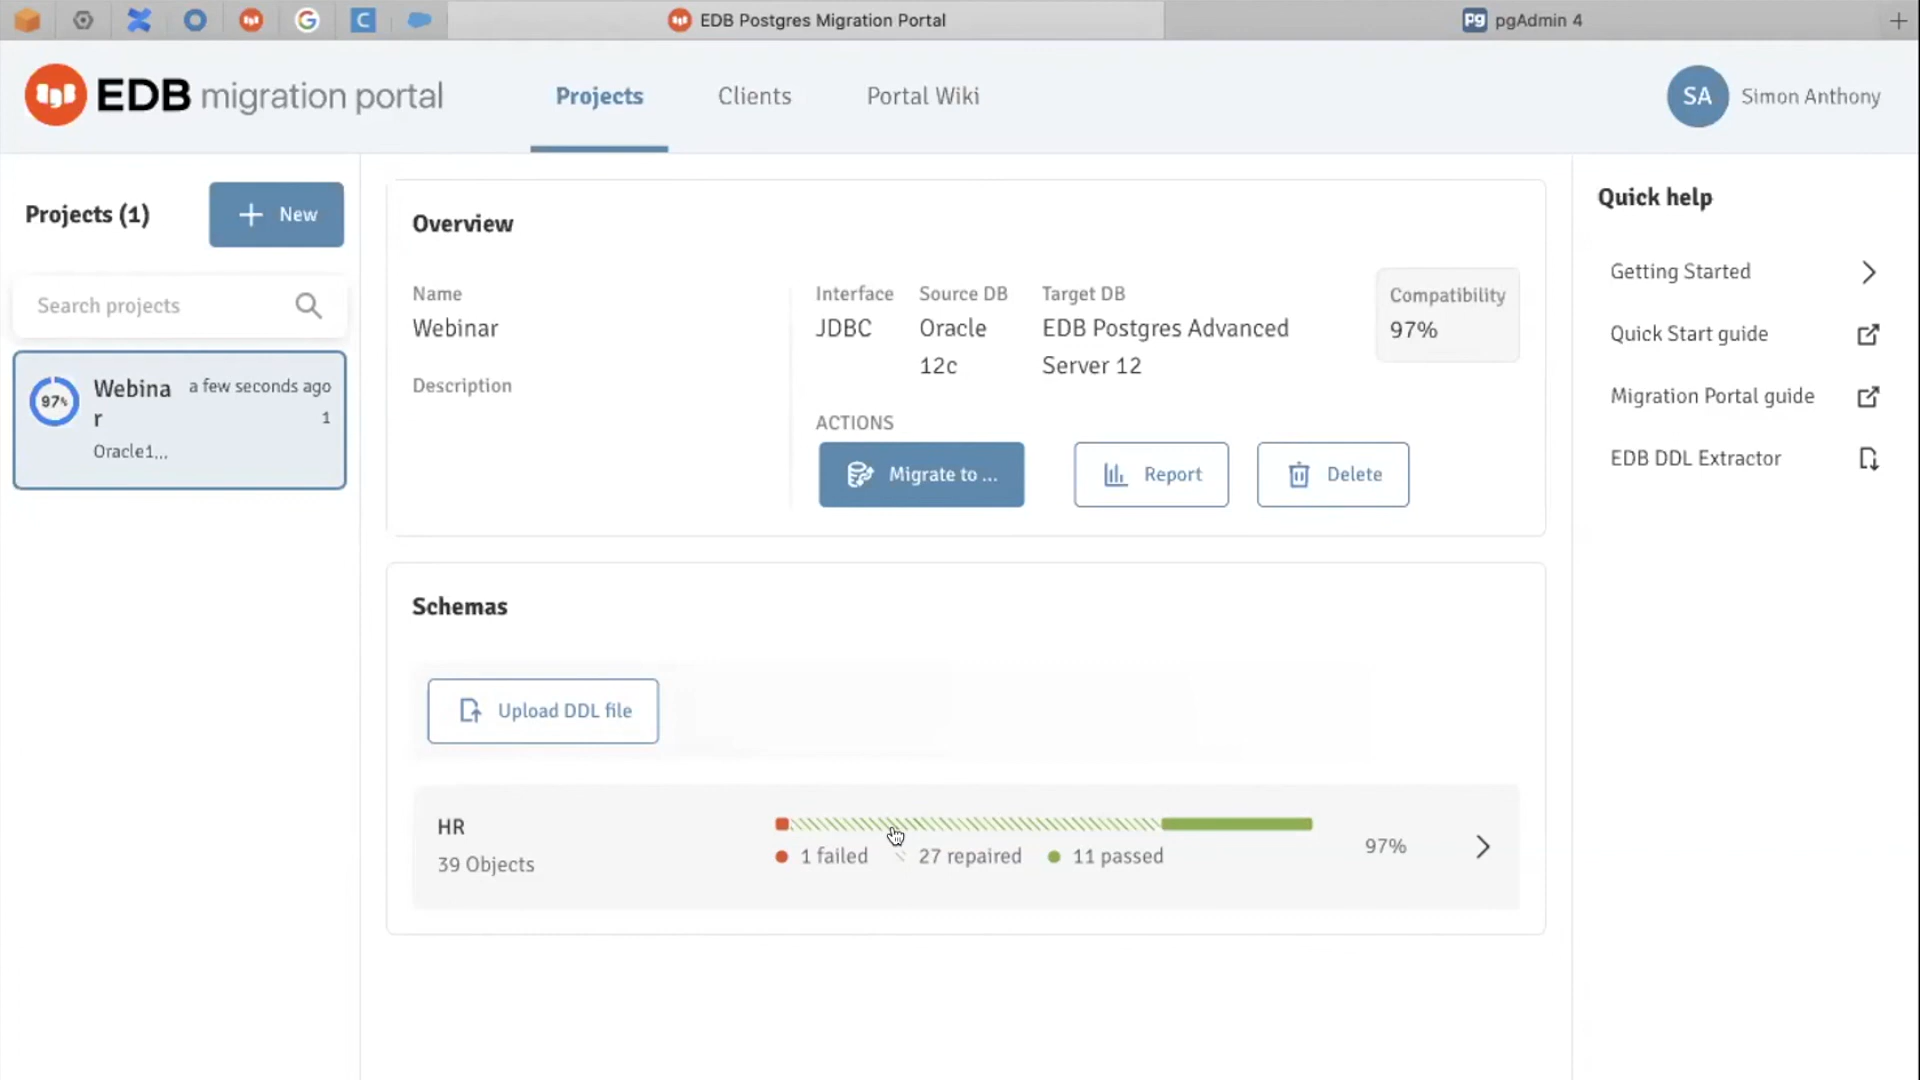 EDB Postgres Migration Portal
pgAdmin 4
EDB migration portal
Projects
Clients
Portal Wiki
SA
Simon Anthony
Projects (1)
New
Search projects
97%
Webina
r
a few seconds ago
1
Oracle1...
Overview
Name
Webinar
Description
Interface
JDBC
Source DB
Oracle
12c
Target DB
EDB Postgres Advanced
Server 12
Compatibility
97%
ACTIONS
Migrate to ...
Report
Delete
Schemas
Upload DDL file
HR
39 Objects
1 failed
27 repaired
11 passed
97%
Quick help
Getting Started
Quick Start guide
Migration Portal guide
EDB DDL Extractor